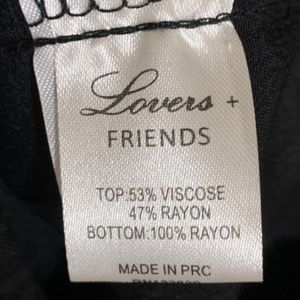 Lovers +
FRIENDS
TOP:53% VISCOSE
47% RAYON
BOTTOM:100% RAYON
MADE IN PRC